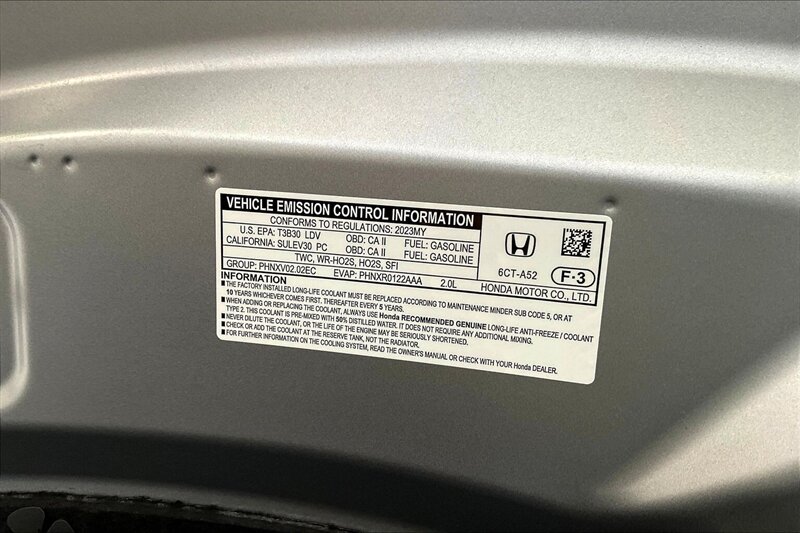 VEHICLE EMISSION CONTROL INFORMATION
CONFORMS TO REGULATIONS: 2023MY
U.S. EPA: T3B30 LDV OBD: CA II FUEL: GASOLINE
CALIFORNIA: SULEV30 PC OBD: CA II FUEL: GASOLINE
TWC, WR-HO2S, HO2S, SFI
GROUP: PHNXV02.02EC EVAP: PHNXR0122AAA 2.0L
6CT-A52
F-3
HONDA MOTOR CO., LTD.
INFORMATION
■ THE FACTORY INSTALLED LONG-LIFE COOLANT MUST BE REPLACED ACCORDING TO MAINTENANCE MINDER SUB CODE 5, OR AT
10 YEARS WHICHEVER COMES FIRST. THEREAFTER EVERY 5 YEARS.
■ WHEN ADDING OR REPLACING THE COOLANT, ALWAYS USE Honda RECOMMENDED GENUINE LONG-LIFE ANTI-FREEZE / COOLANT
TYPE 2. THIS COOLANT IS PRE-MIXED WITH 50% DISTILLED WATER. IT DOES NOT REQUIRE ANY ADDITIONAL MIXING.
■ NEVER DILUTE THE COOLANT, OR THE LIFE OF THE ENGINE MAY BE SERIOUSLY SHORTENED.
■ CHECK OR ADD THE COOLANT AT THE RESERVE TANK, NOT THE RADIATOR.
■ FOR FURTHER INFORMATION ON THE COOLING SYSTEM, READ THE OWNER'S MANUAL OR CHECK WITH YOUR Honda DEALER.